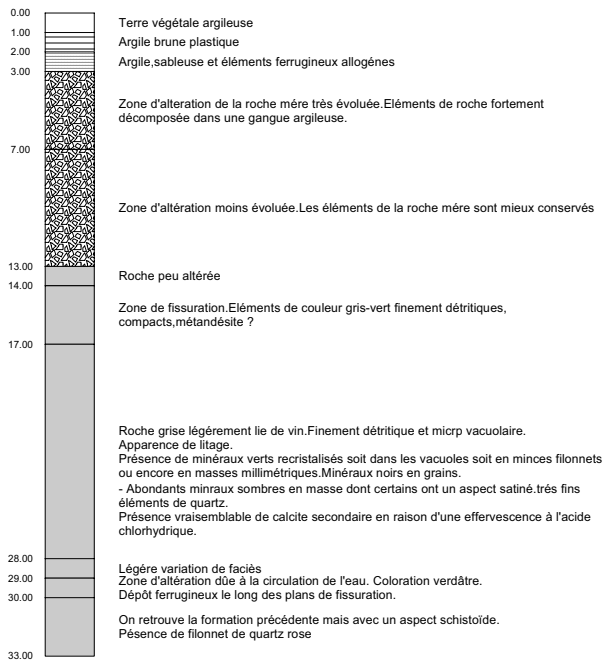 0.00
Terre végétale argileuse
1.00
Argile brune plastique
2.00
Argile,sableuse et éléments ferrugineux allogénes
3.00
Zone d'alteration de la roche mére très évoluée.Eléments de roche fortement
décomposée dans une gangue argileuse.
7.00
Zone d'altération moins évoluée.Les éléments de la roche mére sont mieux conservés
13.00
Roche peu altérée
14.00
Zone de fissuration.Eléments de couleur gris-vert finement détritiques,
compacts,métandésite ?
17.00
Roche grise légérement lie de vin.Finement détritique et micrp vacuolaire.
Apparence de litage.
Présence de minéraux verts recristalisés soit dans les vacuoles soit en minces filonnets
ou encore en masses millimétriques.Minéraux noirs en grains.
- Abondants minraux sombres en masse dont certains ont un aspect satiné.trés fins
éléments de quartz.
Présence vraisemblable de calcite secondaire en raison d'une effervescence à l'acide
chlorhydrique.
28.00
Légére variation de faciès
29.00
Zone d'altération dûe à la circulation de l'eau. Coloration verdâtre.
Dépôt ferrugineux le long des plans de fissuration.
30.00
On retrouve la formation précédente mais avec un aspect schistoïde.
Pésence de filonnet de quartz rose
33.00